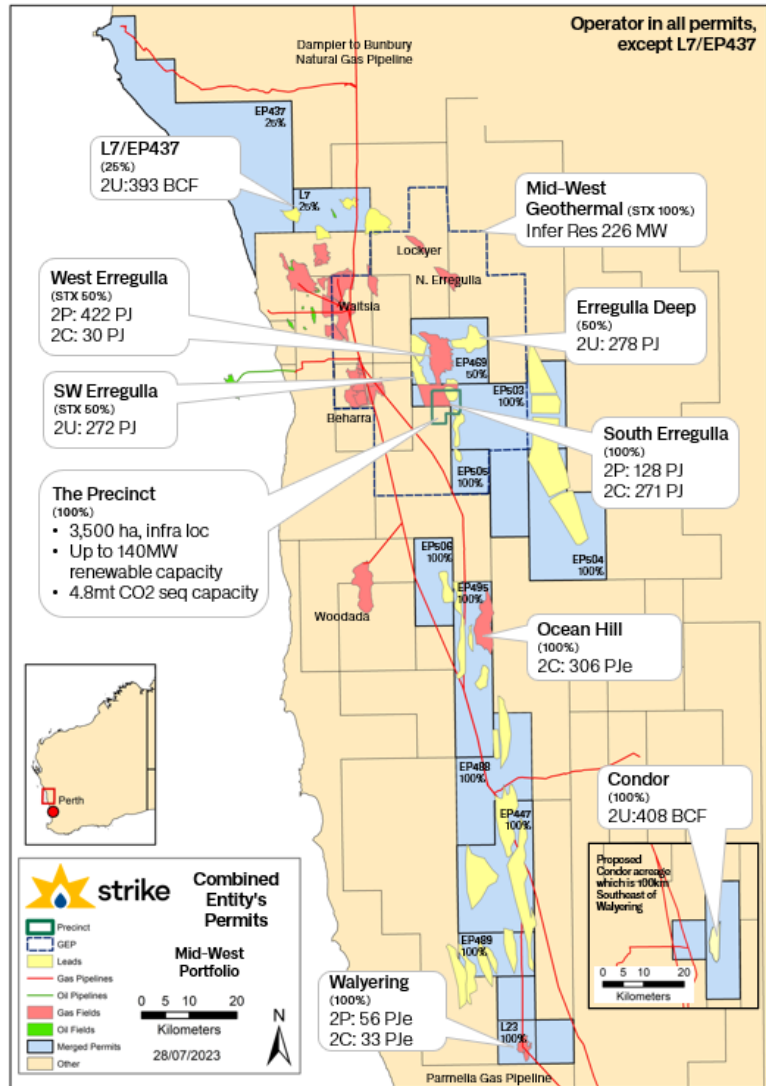 Operator in all permits,
except L7/EP437
Dampler to Bunbury
Natural Gas Pipeline
EP437
25%
L7/EP437
(25%)
2U:393 BCF
L7
25%
Mid-West
Geothermal (STX 100%)
Infer Res 226 MW
Lockyer
N. Erregulla
West Erregulla
(STX 50%)
2P: 422 PJ
2C: 30 PJ
Waitsia
Erregulla Deep
(50%)
2U: 278 PJ
EP469
50%
EP503
100%
SW Erregulla
(STX 50%)
2U: 272 PJ
Beharra
South Erregulla
(100%)
2P: 128 PJ
2C: 271 PJ
EP505
100%
The Precinct
(100%)
• 3,500 ha, infra loc
• Up to 140MW
renewable capacity
• 4.8mt CO2 seq capacity
EP506
100%
EP504
100%
EP495
100%
Woodada
Ocean Hill
(100%)
2C: 306 PJe
Perth
EP488
100%
Condor
(100%)
2U:408 BCF
EP447
100%
Proposed
Condor acreage
which is 100km
Southeast of
Walyering
0 5 10 20
Kilometers
strike
Combined
Entity's
Permits
Mid-West
Portfolio
Precinct
GEP
Leads
Gas Pipelines
Oil Pipelines
Gas Fields
Oil Fields
Merged Permits
Other
0 5 10 20
Kilometers
N
28/07/2023
EP489
100%
Walyering
(100%)
2P: 56 PJe
2C: 33 PJe
L23
100%
Parmelia Gas Pipeline